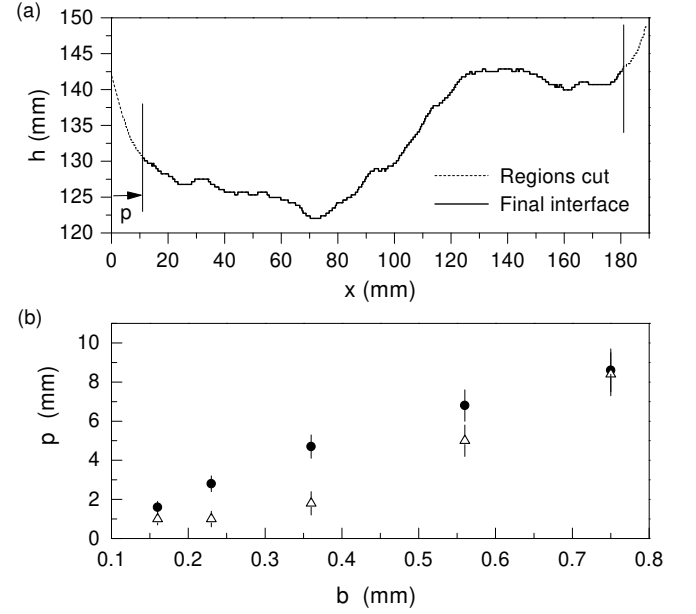 (a)
150
145
140
135
130
125
120
h (mm)
p
Regions cut
Final interface
0 20 40 60 80 100 120 140 160 180
x (mm)
(b)
10
8
6
4
2
0
p (mm)
0.1 0.2 0.3 0.4 0.5 0.6 0.7 0.8
b (mm)